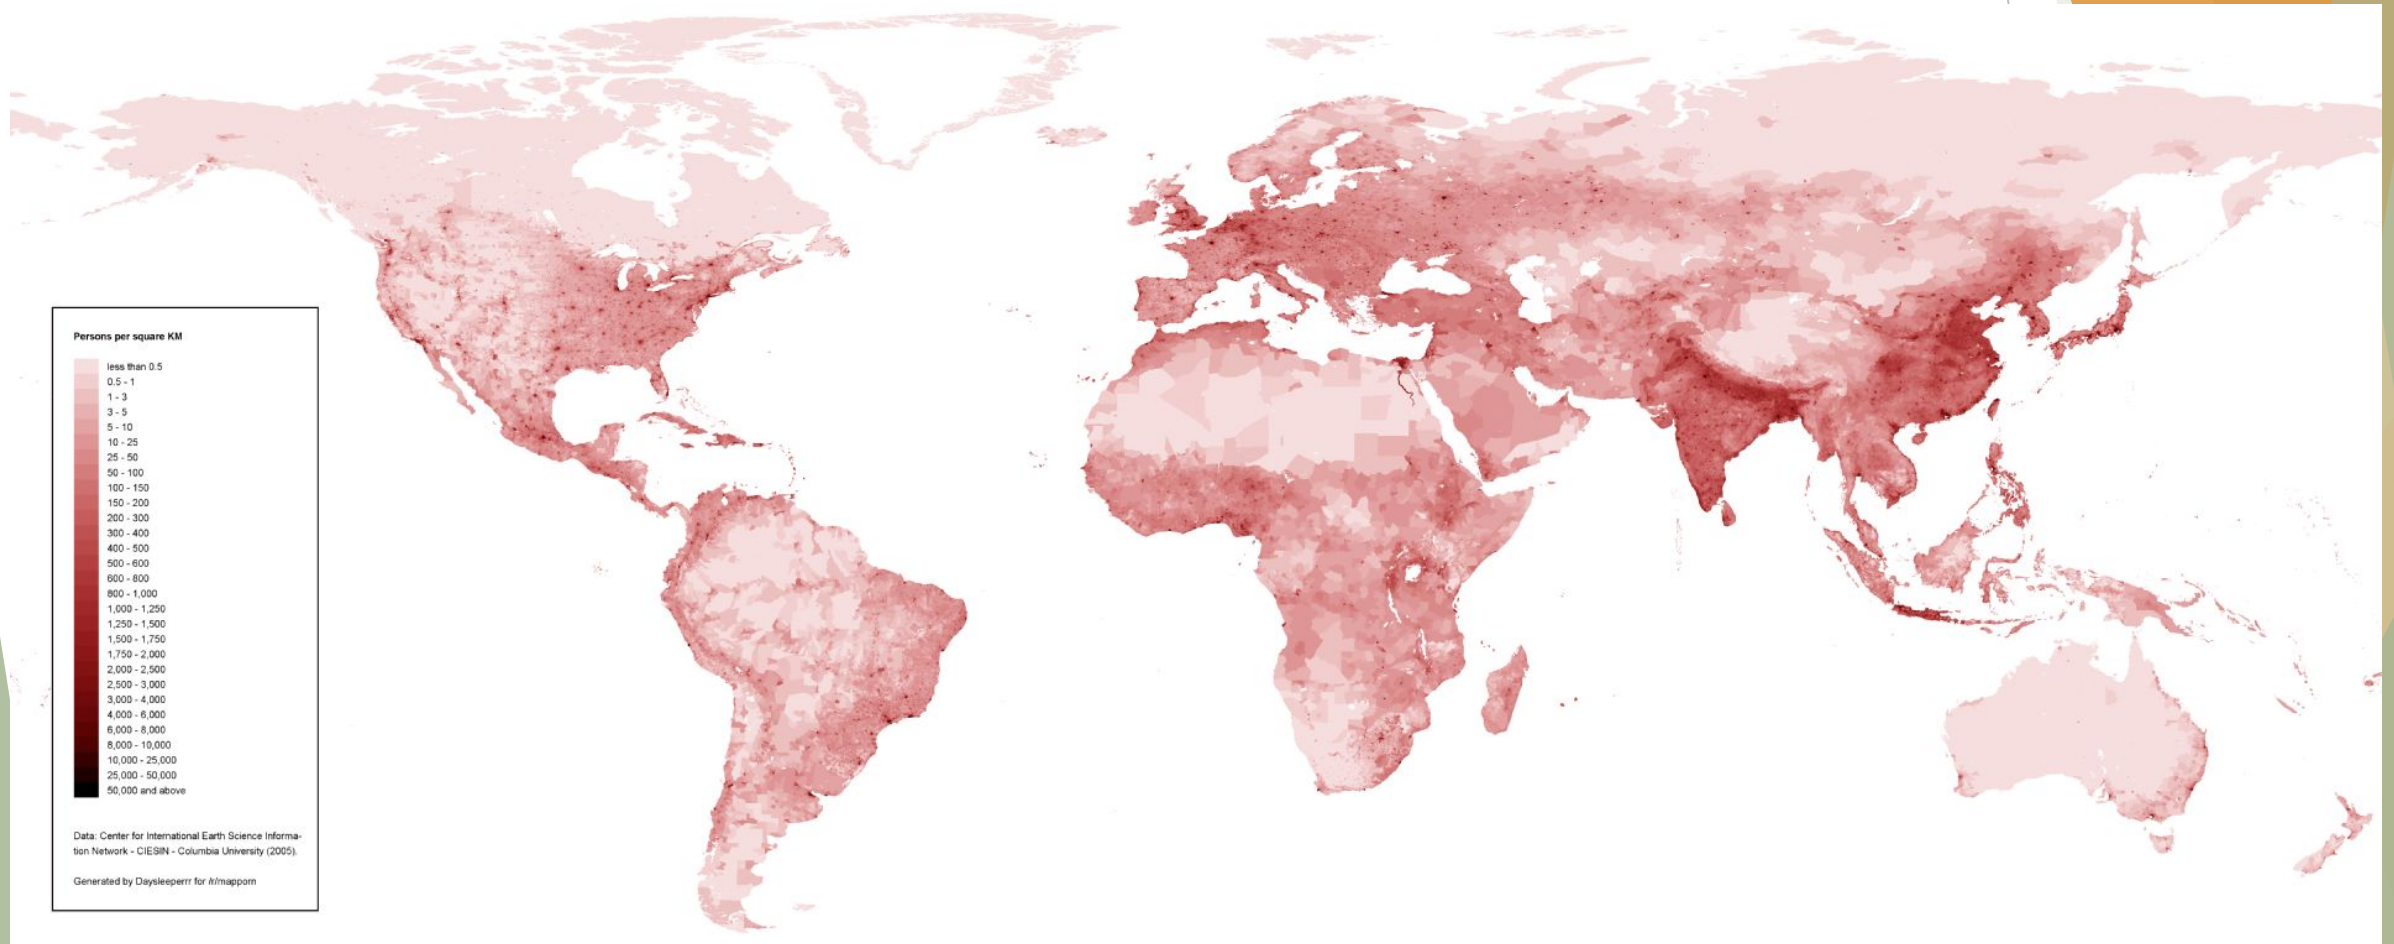 Persons per square KM
less than 0.5
0.5 - 1
1 - 3
3 - 5
5 - 10
10 - 25
25 - 50
50 - 100
100 - 150
150 - 200
200 - 300
300 - 400
400 - 500
500 - 600
600 - 800
800 - 1,000
1,000 - 1,250
1,250 - 1,500
1,500 - 1,750
1,750 - 2,000
2,000 - 2,500
2,500 - 3,000
3,000 - 4,000
4,000 - 6,000
6,000 - 8,000
8,000 - 10,000
10,000 - 25,000
25,000 - 50,000
50,000 and above
Data: Center for International Earth Science Informa-
tion Network - CIESIN - Columbia University (2005).
Generated by Daysleeperrr for /r/mapporn